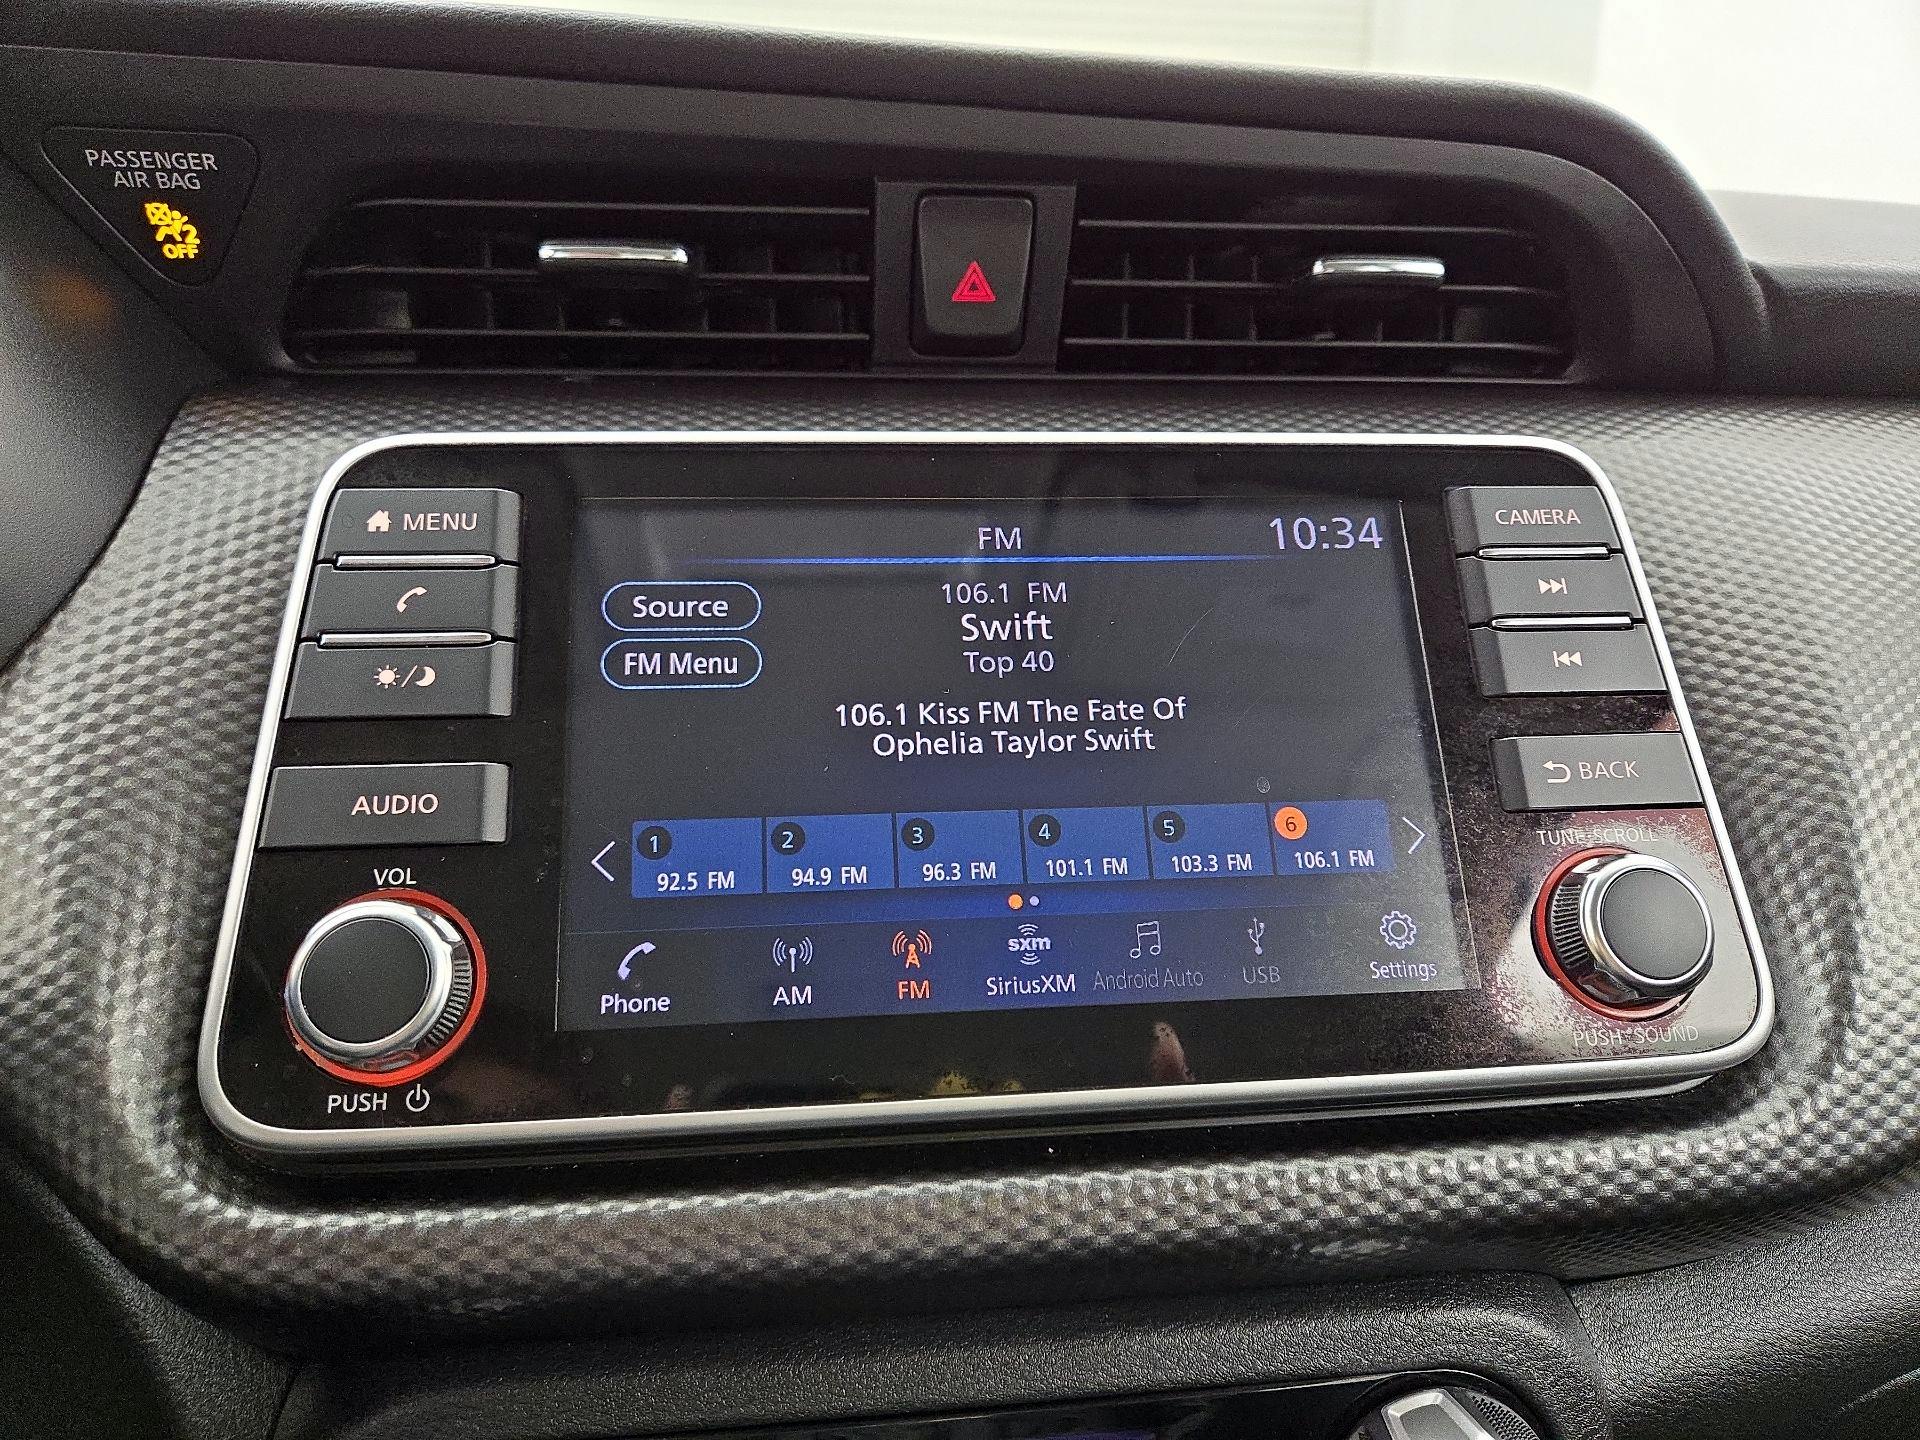 PASSENGER
AIR BAG
2
OFF
MENU
AUDIO
VOL
PUSH
FM
10:34
Source
FM Menu
106.1 FM
Swift
Top 40
106.1 Kiss FM The Fate Of
Ophelia Taylor Swift
1 2 3 4 5 6
92.5 FM 94.9 FM 96.3 FM 101.1 FM 103.3 FM 106.1 FM
sxm
Phone AM FM SiriusXM Android Auto USB Settings
CAMERA
BACK
TUNE·SCROLL
PUSH·SOUND